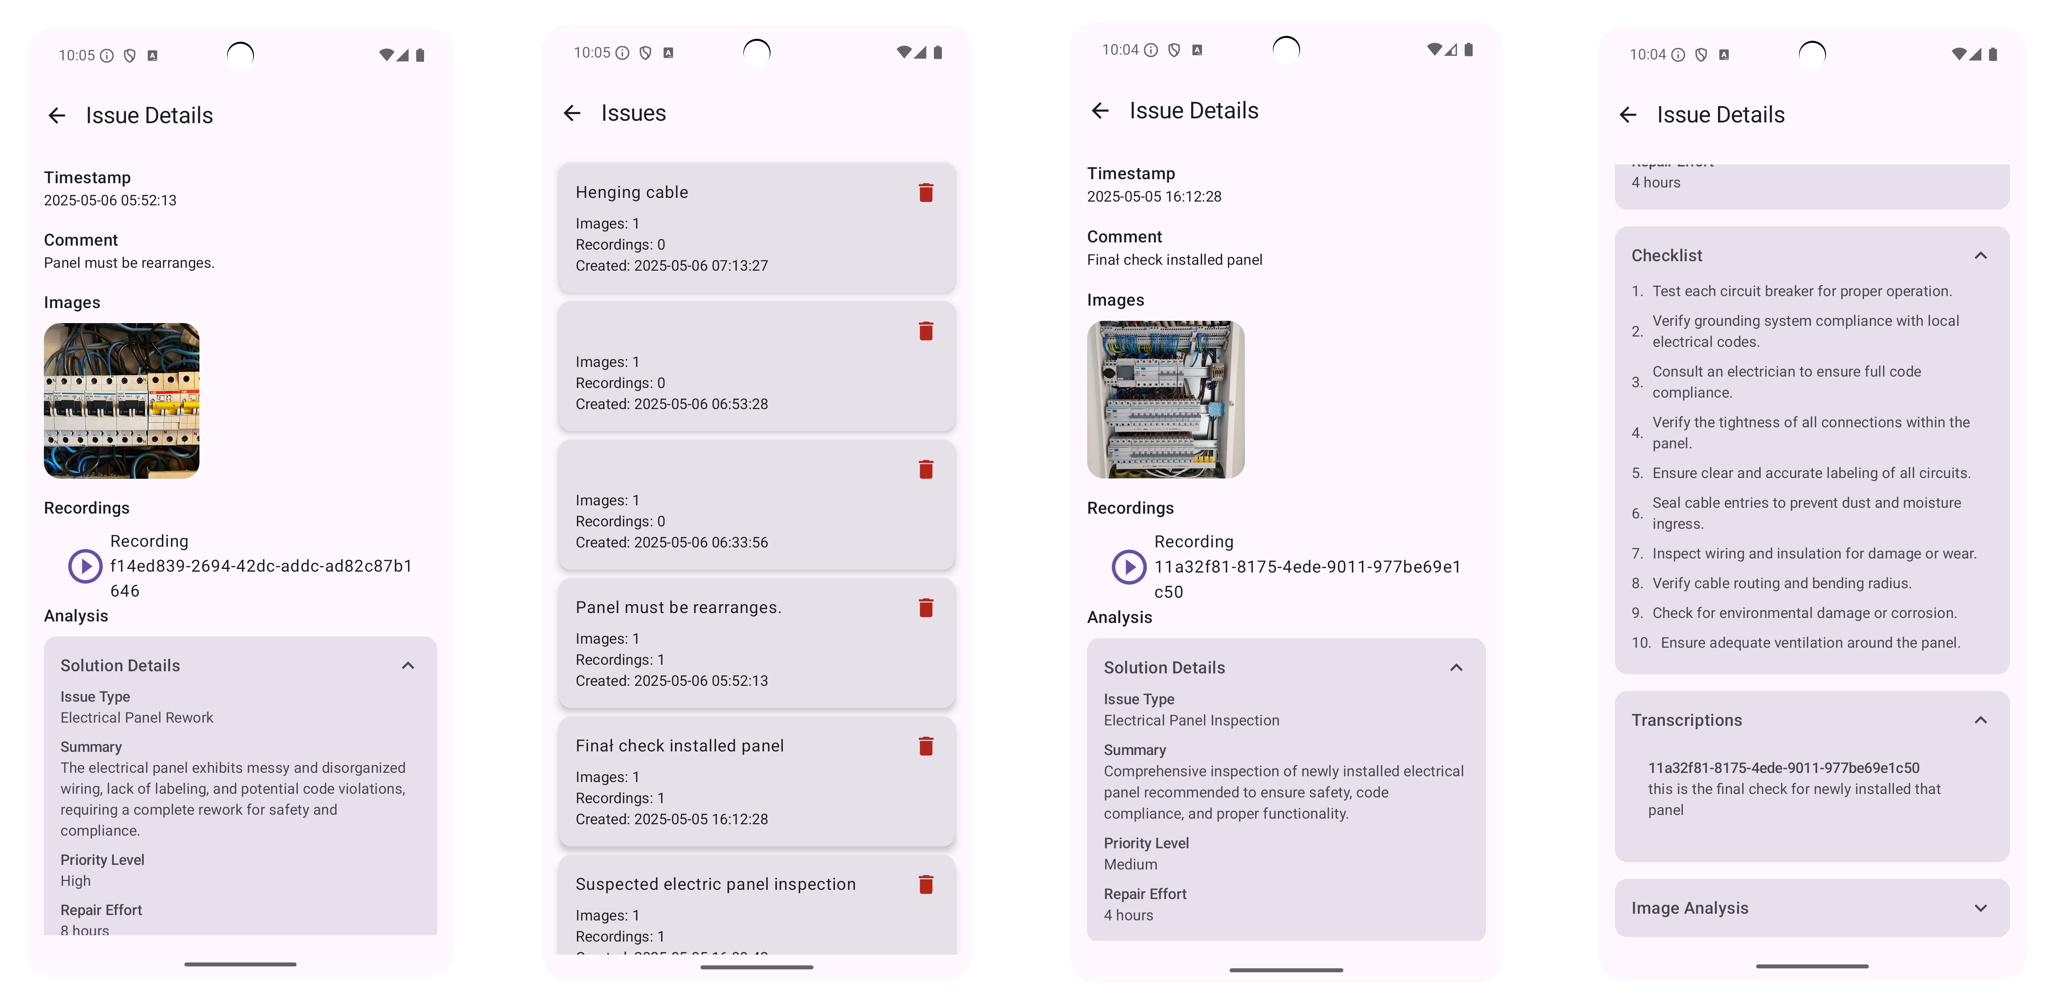 10:05
Issue Details
Timestamp
2025-05-06 05:52:13
Comment
Panel must be rearranges.
Images
Recordings
Recording
f14ed839-2694-42dc-addc-ad82c87b1
646
Analysis
Solution Details
Issue Type
Electrical Panel Rework
Summary
The electrical panel exhibits messy and disorganized
wiring, lack of labeling, and potential code violations,
requiring a complete rework for safety and
compliance.
Priority Level
High
Repair Effort
8 hours
10:05
Issues
Henging cable
Images: 1
Recordings: 0
Created: 2025-05-06 07:13:27
Images: 1
Recordings: 0
Created: 2025-05-06 06:53:28
Images: 1
Recordings: 0
Created: 2025-05-06 06:33:56
Panel must be rearranges.
Images: 1
Recordings: 1
Created: 2025-05-06 05:52:13
Finał check installed panel
Images: 1
Recordings: 1
Created: 2025-05-05 16:12:28
Suspected electric panel inspection
Images: 1
Recordings: 1
10:04
Issue Details
Timestamp
2025-05-05 16:12:28
Comment
Finał check installed panel
Images
Recordings
Recording
11a32f81-8175-4ede-9011-977be69e1
c50
Analysis
Solution Details
Issue Type
Electrical Panel Inspection
Summary
Comprehensive inspection of newly installed electrical
panel recommended to ensure safety, code
compliance, and proper functionality.
Priority Level
Medium
Repair Effort
4 hours
10:04
Issue Details
Repair Effort
4 hours
Checklist
1. Test each circuit breaker for proper operation.
2. Verify grounding system compliance with local
electrical codes.
3. Consult an electrician to ensure full code
compliance.
4. Verify the tightness of all connections within the
panel.
5. Ensure clear and accurate labeling of all circuits.
6. Seal cable entries to prevent dust and moisture
ingress.
7. Inspect wiring and insulation for damage or wear.
8. Verify cable routing and bending radius.
9. Check for environmental damage or corrosion.
10. Ensure adequate ventilation around the panel.
Transcriptions
11a32f81-8175-4ede-9011-977be69e1c50
this is the final check for newly installed that
panel
Image Analysis